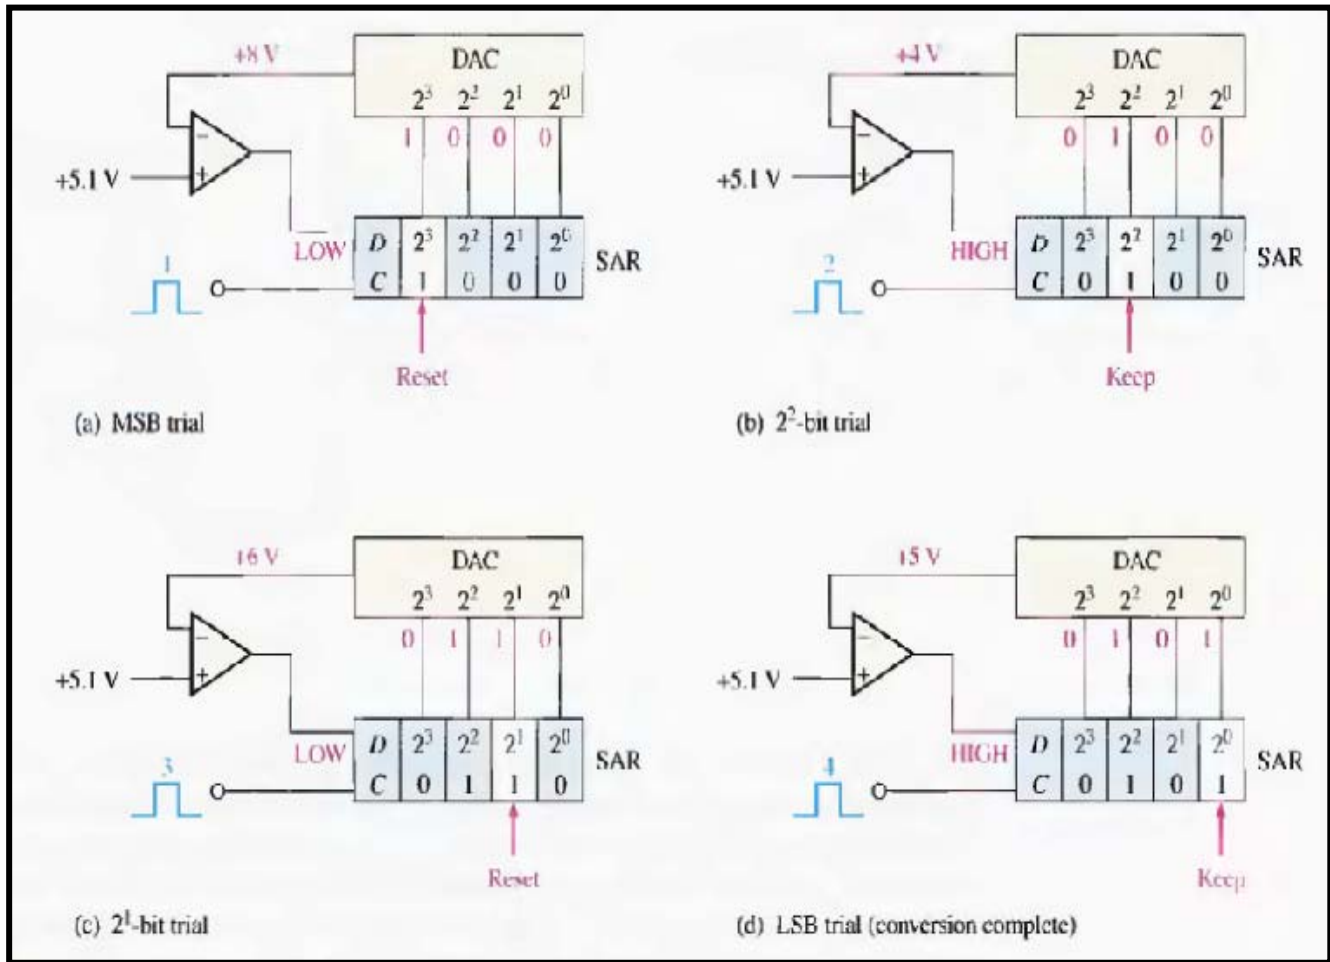 +8 V
DAC
2³ 2² 2¹ 2⁰
1 0 0 0
−
+
+5.1 V
LOW
D 2³ 2² 2¹ 2⁰
SAR
1
C 1 0 0 0
Reset
(a) MSB trial
+4 V
DAC
2³ 2² 2¹ 2⁰
0 1 0 0
−
+
+5.1 V
HIGH
D 2³ 2² 2¹ 2⁰
SAR
2
C 0 1 0 0
Keep
(b) 2²-bit trial
+6 V
DAC
2³ 2² 2¹ 2⁰
0 1 1 0
−
+
+5.1 V
LOW
D 2³ 2² 2¹ 2⁰
SAR
3
C 0 1 1 0
Reset
(c) 2¹-bit trial
+5 V
DAC
2³ 2² 2¹ 2⁰
0 1 0 1
−
+
+5.1 V
HIGH
D 2³ 2² 2¹ 2⁰
SAR
4
C 0 1 0 1
Keep
(d) LSB trial (conversion complete)